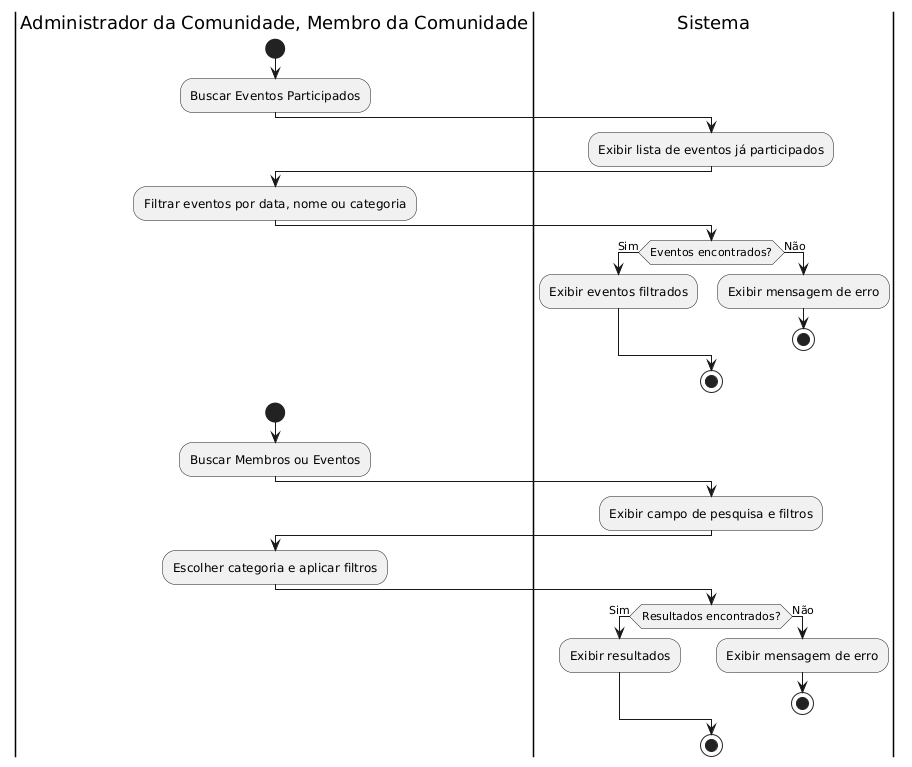 Administrador da Comunidade, Membro da Comunidade
Sistema
Buscar Eventos Participados
Exibir lista de eventos já participados
Filtrar eventos por data, nome ou categoria
Sim
Eventos encontrados?
Não
Exibir eventos filtrados
Exibir mensagem de erro
Buscar Membros ou Eventos
Exibir campo de pesquisa e filtros
Escolher categoria e aplicar filtros
Sim
Resultados encontrados?
Não
Exibir resultados
Exibir mensagem de erro